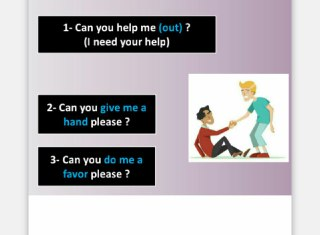 1- Can you help me (out) ?
(I need your help)
2- Can you give me a
hand please ?
3- Can you do me a
favor please ?